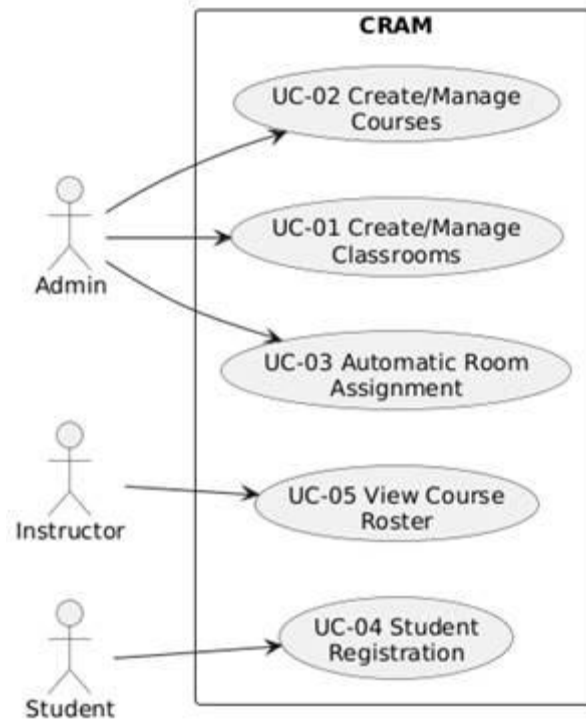 CRAM
UC-02 Create/Manage
Courses
UC-01 Create/Manage
Classrooms
Admin
UC-03 Automatic Room
Assignment
UC-05 View Course
Roster
Instructor
UC-04 Student
Registration
Student